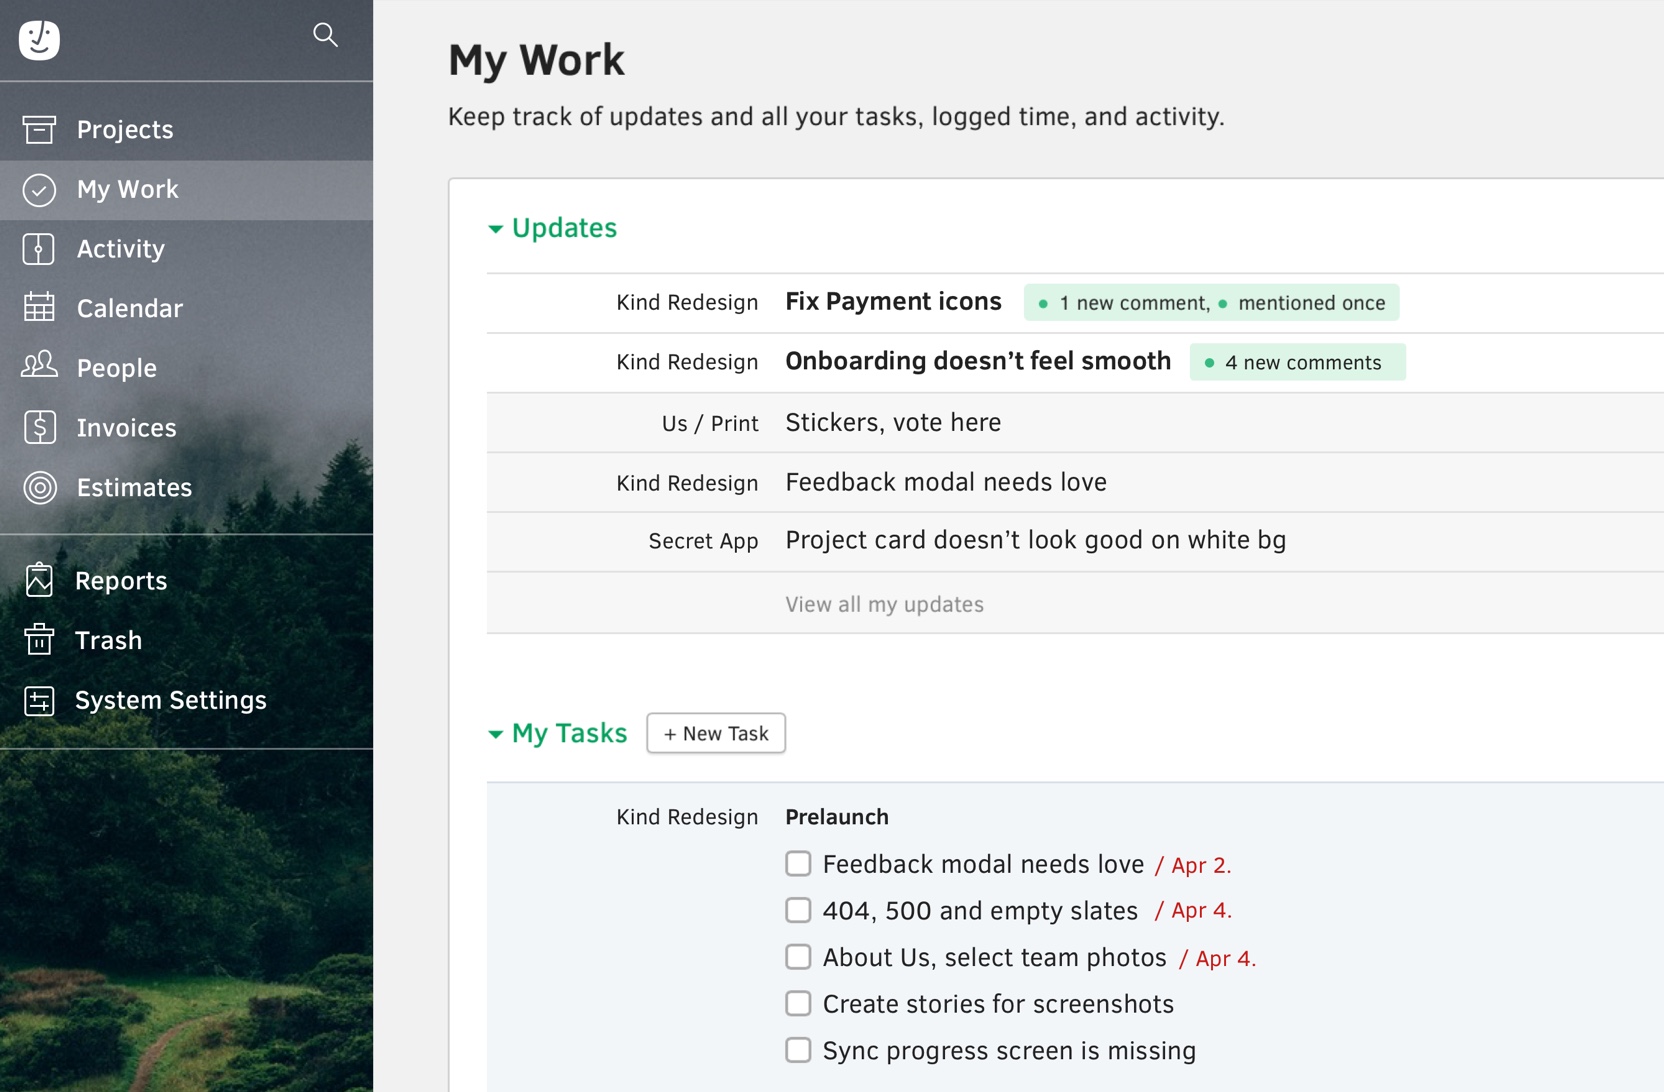 My Work
Keep track of updates and all your tasks, logged time, and activity.
Projects
My Work
Activity
Calendar
People
Invoices
Estimates
Reports
Trash
System Settings
Updates
Kind Redesign Fix Payment icons 1 new comment, mentioned once
Kind Redesign Onboarding doesn’t feel smooth 4 new comments
Us / Print Stickers, vote here
Kind Redesign Feedback modal needs love
Secret App Project card doesn’t look good on white bg
View all my updates
My Tasks + New Task
Kind Redesign Prelaunch
Feedback modal needs love / Apr 2.
404, 500 and empty slates / Apr 4.
About Us, select team photos / Apr 4.
Create stories for screenshots
Sync progress screen is missing